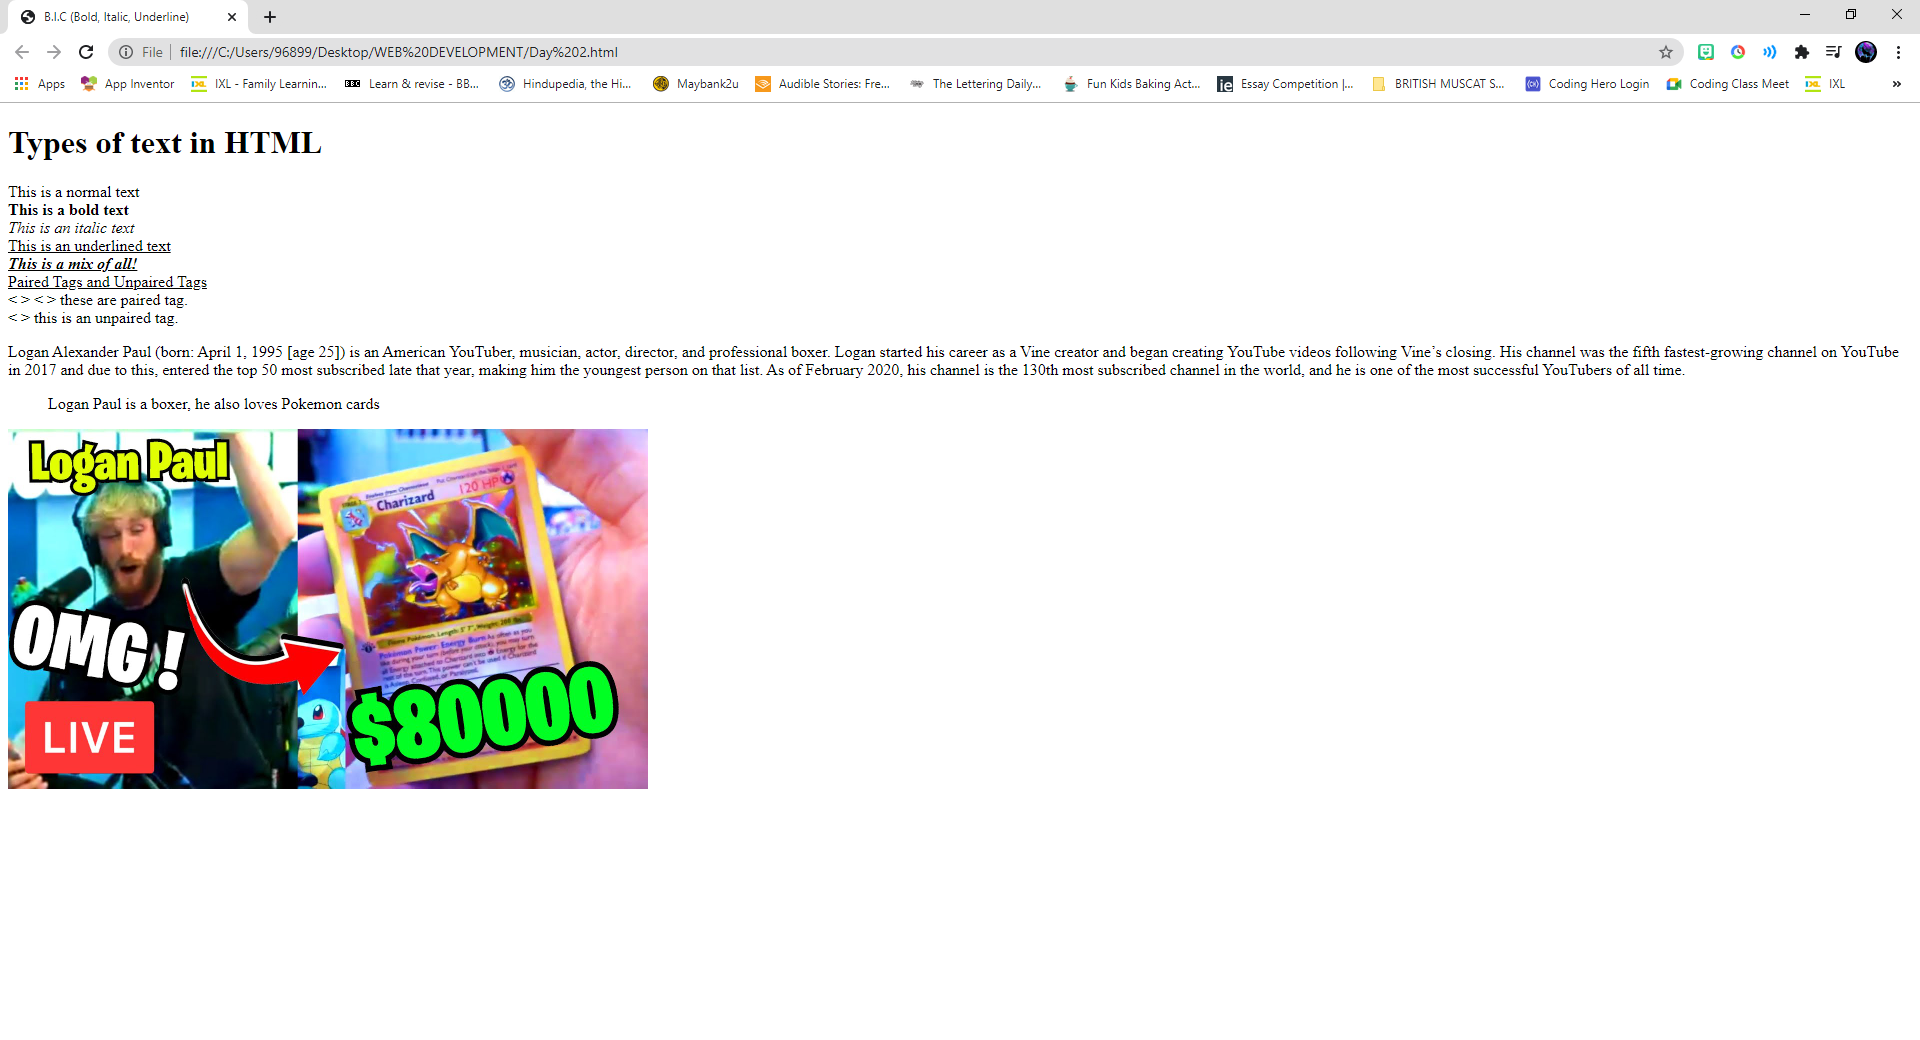 B.I.C (Bold, Italic, Underline)
File file:///C:/Users/96899/Desktop/WEB%20DEVELOPMENT/Day%202.html
Apps App Inventor IXL - Family Learnin... BBC Learn & revise - BB... Hindupedia, the Hi... Maybank2u Audible Stories: Fre... The Lettering Daily... Fun Kids Baking Act... ie Essay Competition |... BRITISH MUSCAT S... Coding Hero Login Coding Class Meet IXL »
Types of text in HTML
This is a normal text
This is a bold text
This is an italic text
This is an underlined text
This is a mix of all!
Paired Tags and Unpaired Tags
< > < > these are paired tag.
< > this is an unpaired tag.
Logan Alexander Paul (born: April 1, 1995 [age 25]) is an American YouTuber, musician, actor, director, and professional boxer. Logan started his career as a Vine creator and began creating YouTube videos following Vine’s closing. His channel was the fifth fastest-growing channel on YouTube
in 2017 and due to this, entered the top 50 most subscribed late that year, making him the youngest person on that list. As of February 2020, his channel is the 130th most subscribed channel in the world, and he is one of the most successful YouTubers of all time.
Logan Paul is a boxer, he also loves Pokemon cards
Logan Paul
Charizard 120 HP
Pokémon Power: Energy Burn
OMG !
$80000
LIVE